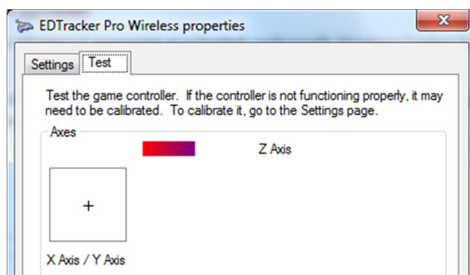 EDTracker Pro Wireless properties
Settings Test
Test the game controller. If the controller is not functioning properly, it may
need to be calibrated. To calibrate it, go to the Settings page.
Axes
Z Axis
X Axis / Y Axis